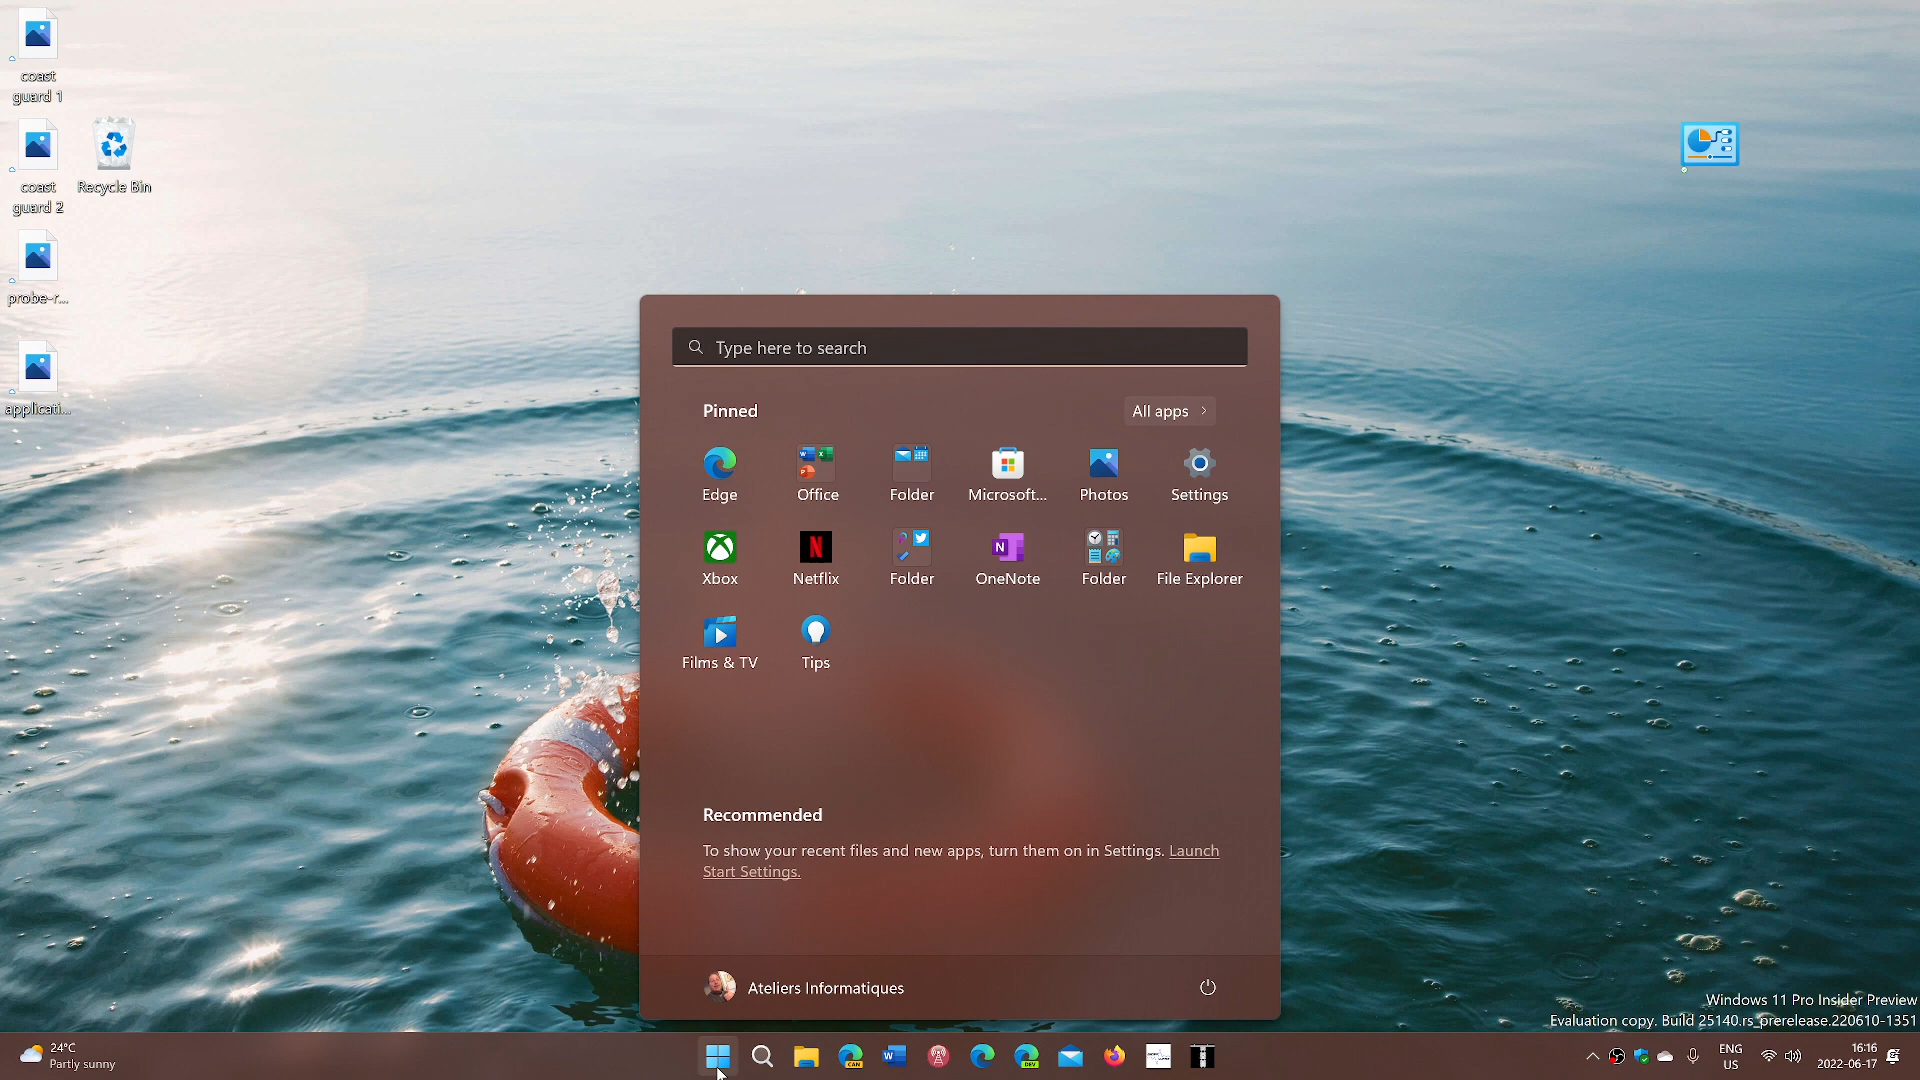 coast
guard 1
coast
guard 2
Recycle Bin
probe-r...
applicati...
Type here to search
Pinned
All apps
Edge
Office
Folder
Microsoft...
Photos
Settings
Xbox
Netflix
Folder
OneNote
Folder
File Explorer
Films & TV
Tips
Recommended
To show your recent files and new apps, turn them on in Settings. Launch
Start Settings.
Ateliers Informatiques
Windows 11 Pro Insider Preview
Evaluation copy. Build 25140.rs_prerelease.220610-1351
24°C
Partly sunny
CAN
DEV
ENG
US
16:16
2022-06-17